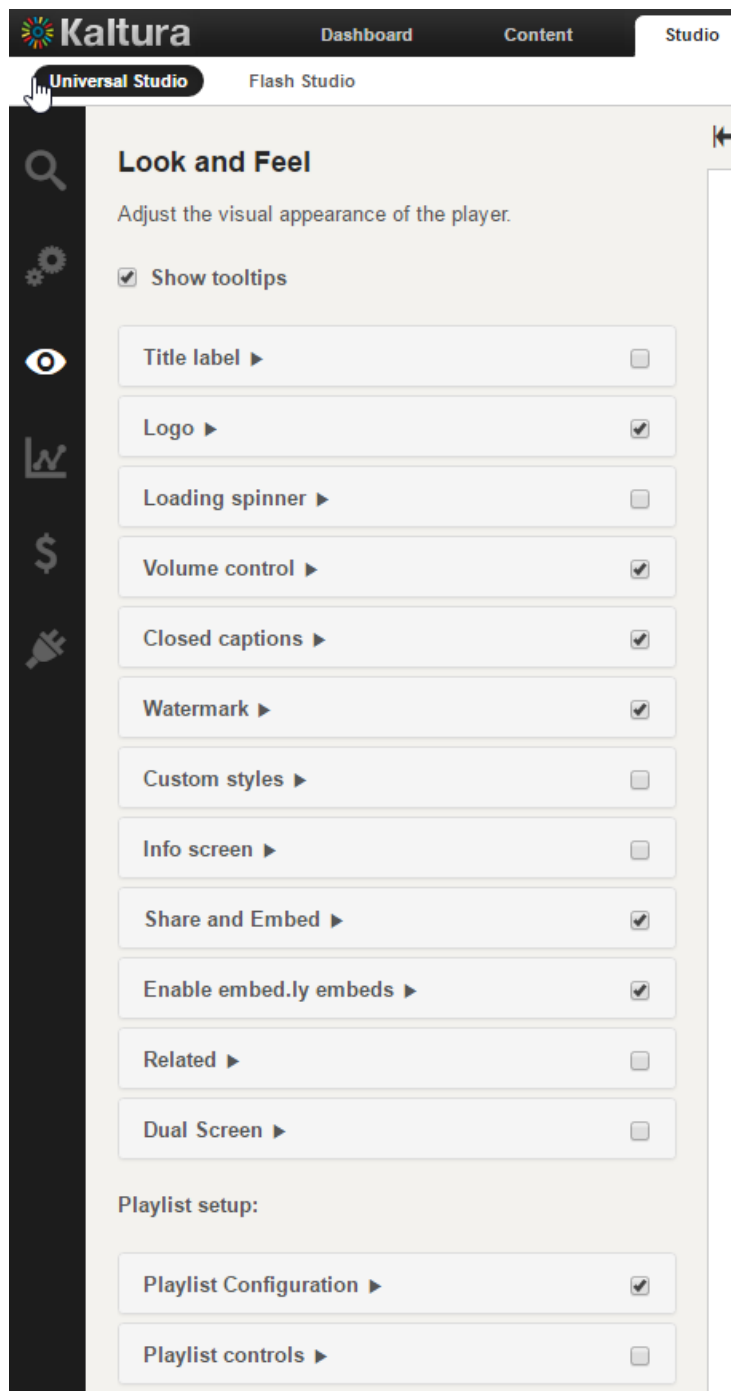 Kaltura Dashboard Content Studio
Universal Studio Flash Studio
Look and Feel
Adjust the visual appearance of the player.
Show tooltips
Title label
Logo
Loading spinner
Volume control
Closed captions
Watermark
Custom styles
Info screen
Share and Embed
Enable embed.ly embeds
Related
Dual Screen
Playlist setup:
Playlist Configuration
Playlist controls